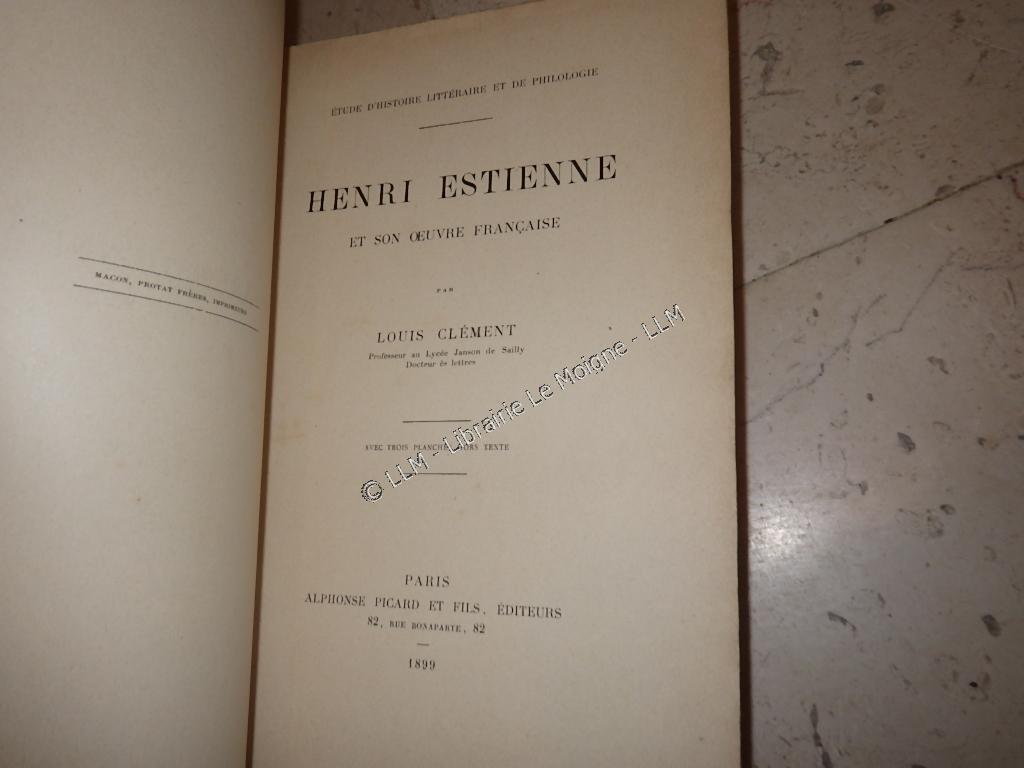 MACON, PROTAT FRÈRES, IMPRIMEURS
ÉTUDE D'HISTOIRE LITTÉRAIRE ET DE PHILOLOGIE
HENRI ESTIENNE
ET SON ŒUVRE FRANÇAISE
PAR
LOUIS CLÉMENT
Professeur au Lycée Janson de Sailly
Docteur ès lettres
AVEC TROIS PLANCHES HORS TEXTE
© LLM - Librairie Le Moigne - LLM
PARIS
ALPHONSE PICARD ET FILS, ÉDITEURS
82, RUE BONAPARTE, 82
1899